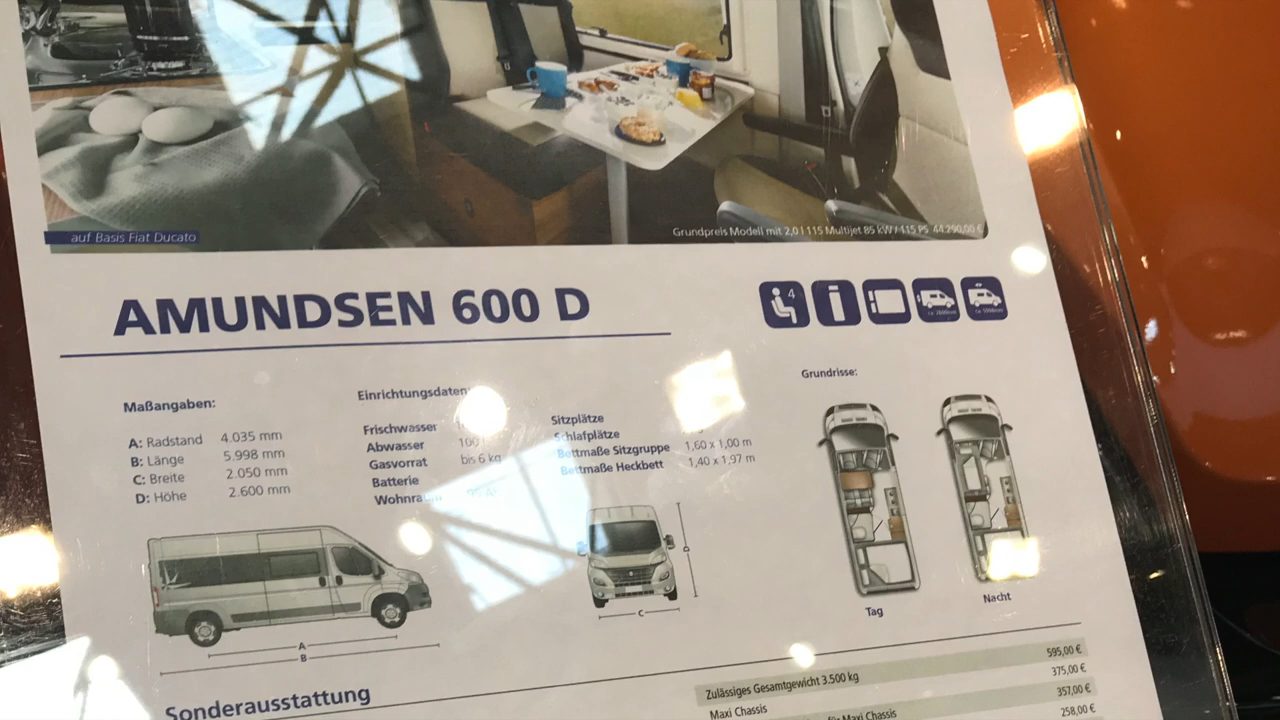 auf Basis Fiat Ducato
Grundpreis Modell mit 2,0 l 115 Multijet 85 kW / 115 PS 44.290,00 €
AMUNDSEN 600 D
4
Maßangaben:
A: Radstand 4.035 mm
B: Länge 5.998 mm
C: Breite 2.050 mm
D: Höhe 2.600 mm
Einrichtungsdaten:
Frischwasser
Abwasser
Gasvorrat bis 6 kg
Batterie
Sitzplätze
Schlafplätze
Bettmaße Sitzgruppe 1,60 x 1,00 m
Bettmaße Heckbett 1,40 x 1,97 m
Grundrisse:
Tag
Nacht
A
B
C
D
Sonderausstattung
Zulässiges Gesamtgewicht 3.500 kg 595,00 €
Maxi Chassis 375,00 €
für Maxi Chassis 357,00 €
258,00 €